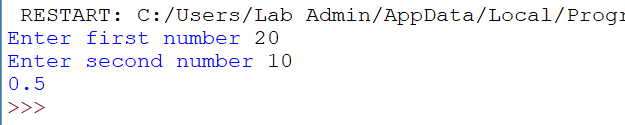 RESTART: C:/Users/Lab Admin/AppData/Local/Progr
Enter first number 20
Enter second number 10
0.5
>>>